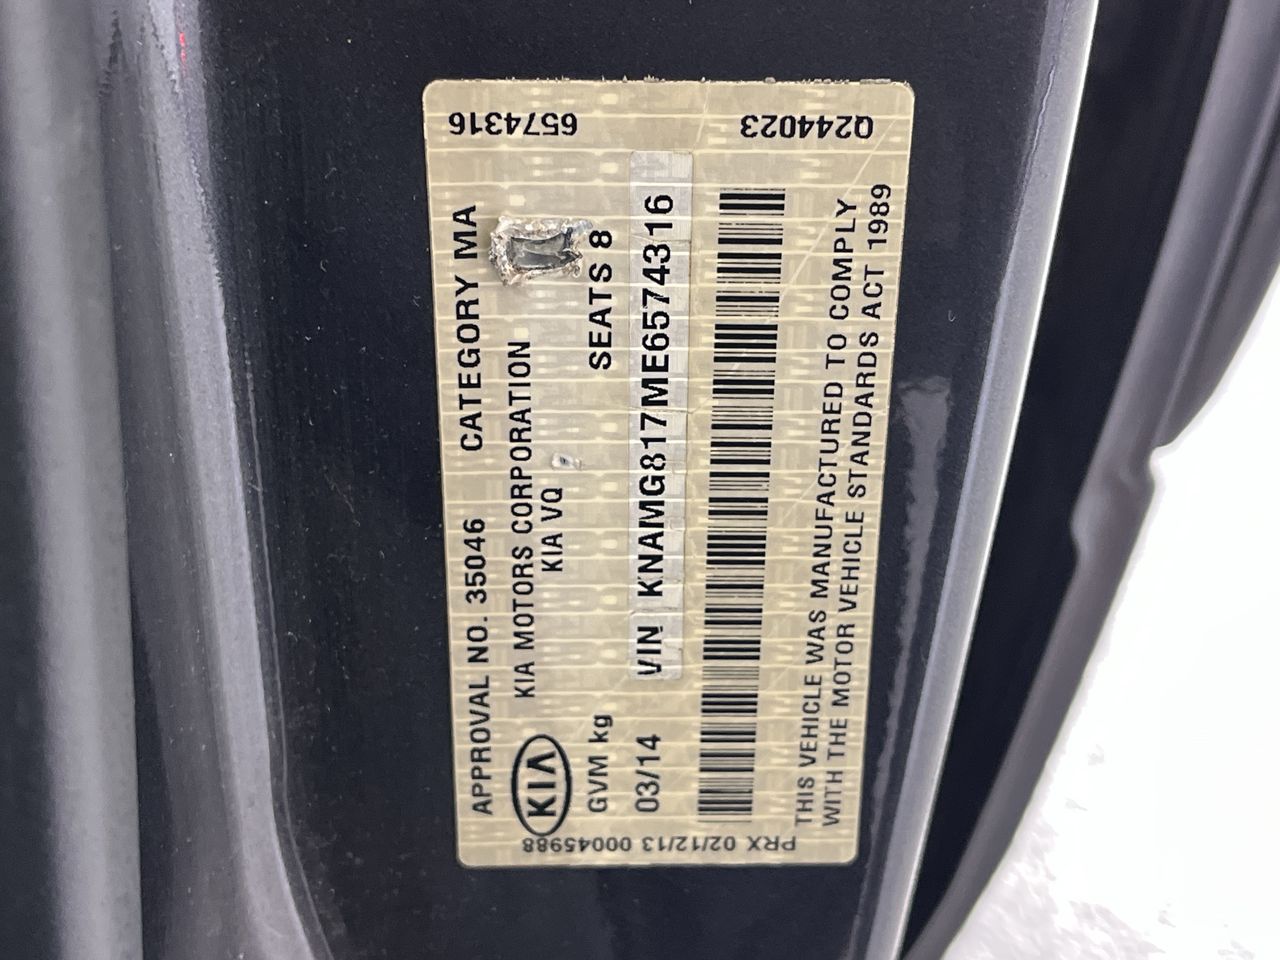 APPROVAL NO. 35046 CATEGORY MA
KIA MOTORS CORPORATION
KIA
KIA VQ
GVM kg SEATS 8
03/14 VIN KNAMG817ME6574316
THIS VEHICLE WAS MANUFACTURED TO COMPLY
WITH THE MOTOR VEHICLE STANDARDS ACT 1989
6574316
Q244023
PRX 02/12/13 00045988